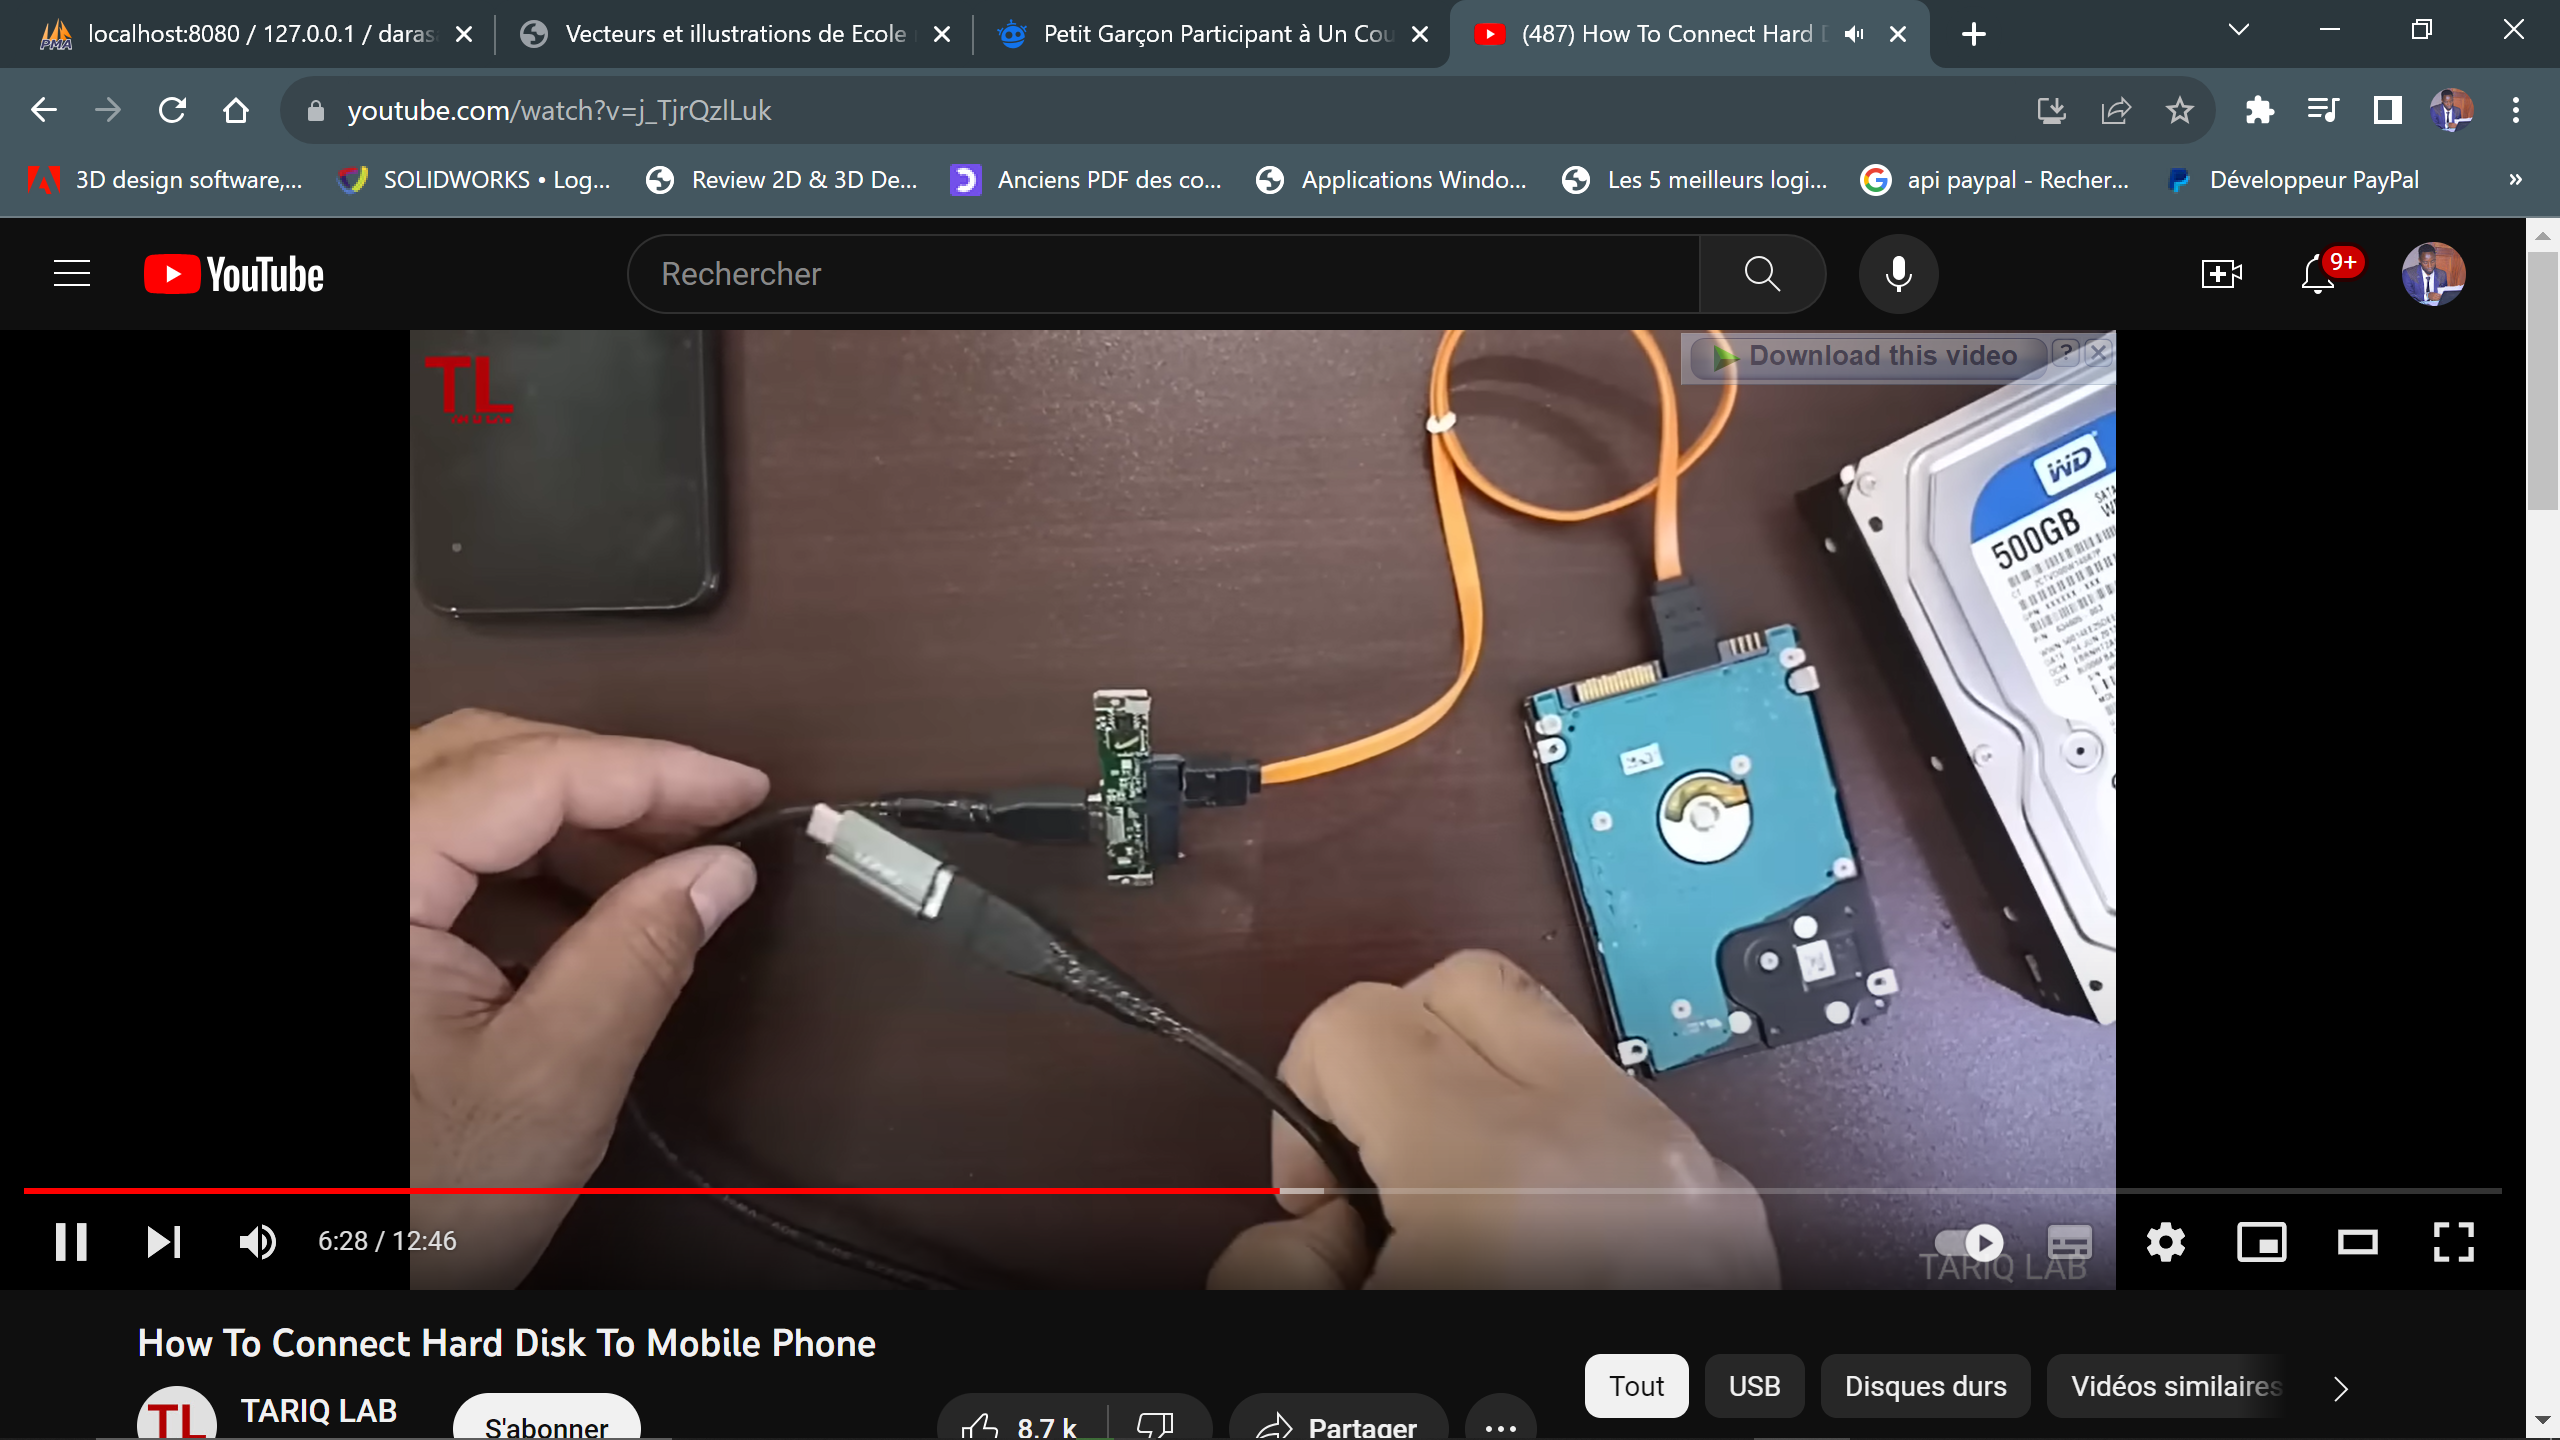 localhost:8080 / 127.0.0.1 / daras
Vecteurs et illustrations de Ecole
Petit Garçon Participant à Un Cou
(487) How To Connect Hard D
youtube.com/watch?v=j_TjrQzlLuk
3D design software,...
SOLIDWORKS • Log...
Review 2D & 3D De...
Anciens PDF des co...
Applications Windo...
Les 5 meilleurs logi...
api paypal - Recher...
Développeur PayPal
YouTube
Rechercher
9+
TL
Download this video
?
WD
SATA
500GB
6:28 / 12:46
TARIQ LAB
How To Connect Hard Disk To Mobile Phone
Tout
USB
Disques durs
Vidéos similaires
TL
TARIQ LAB
S'abonner
8,7 k
Partager